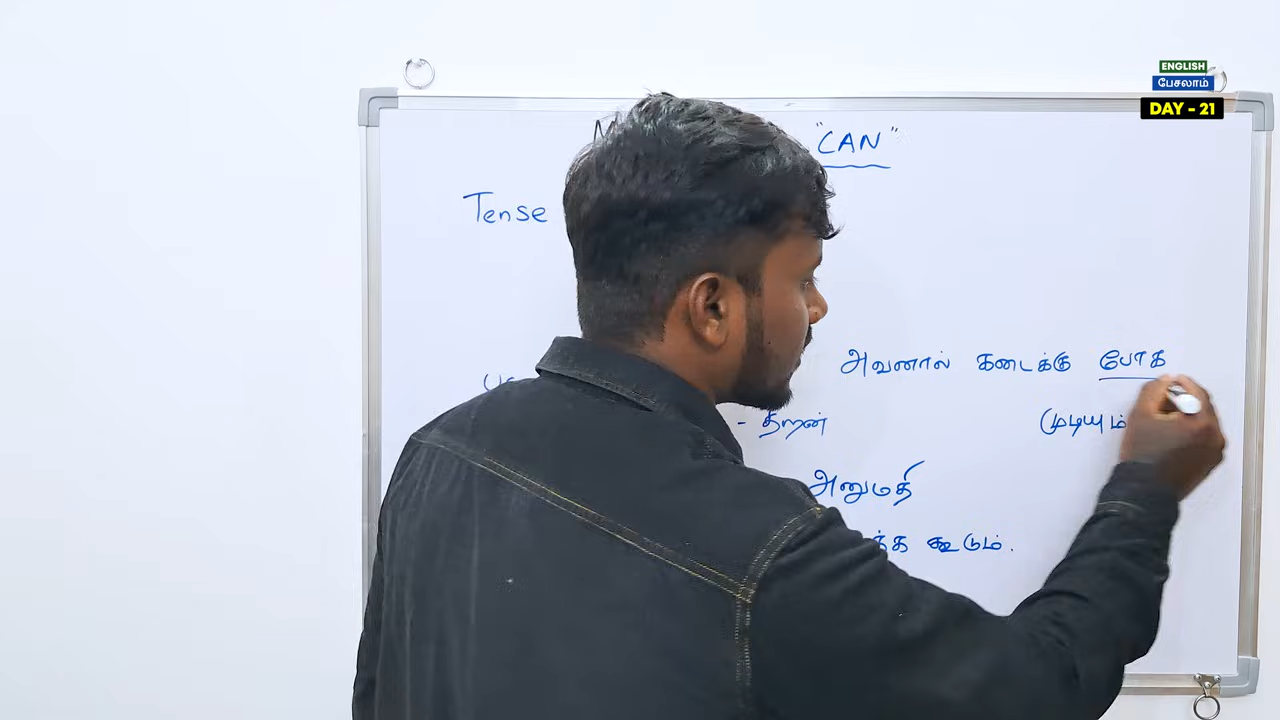 ENGLISH
பேசலாம்
DAY - 21
"CAN"
Tense
அவனால் கடைக்கு போக
- திறன் முடியும்
அனுமதி
கூடும்.